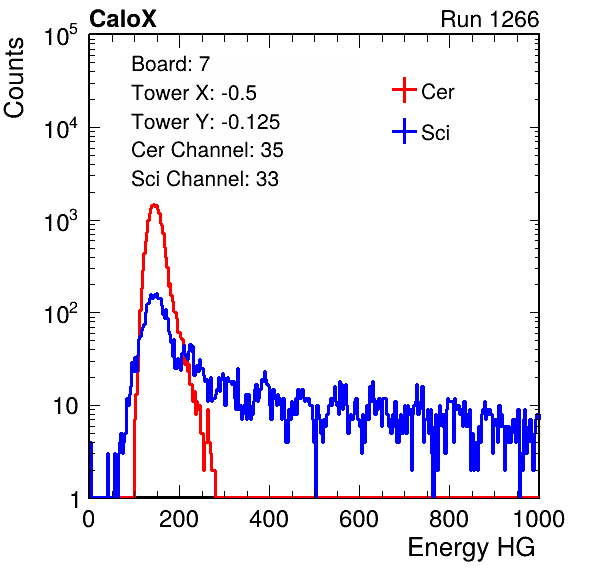 CaloX Run 1266
Counts
Board: 7
Tower X: -0.5
Tower Y: -0.125
Cer Channel: 35
Sci Channel: 33
Cer
Sci
10^5
10^4
10^3
10^2
10
1
0 200 400 600 800 1000
Energy HG